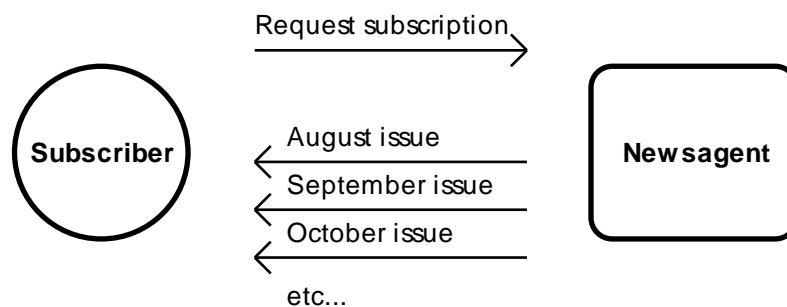 Request subscription
August issue
Subscriber
Newsagent
September issue
October issue
etc...